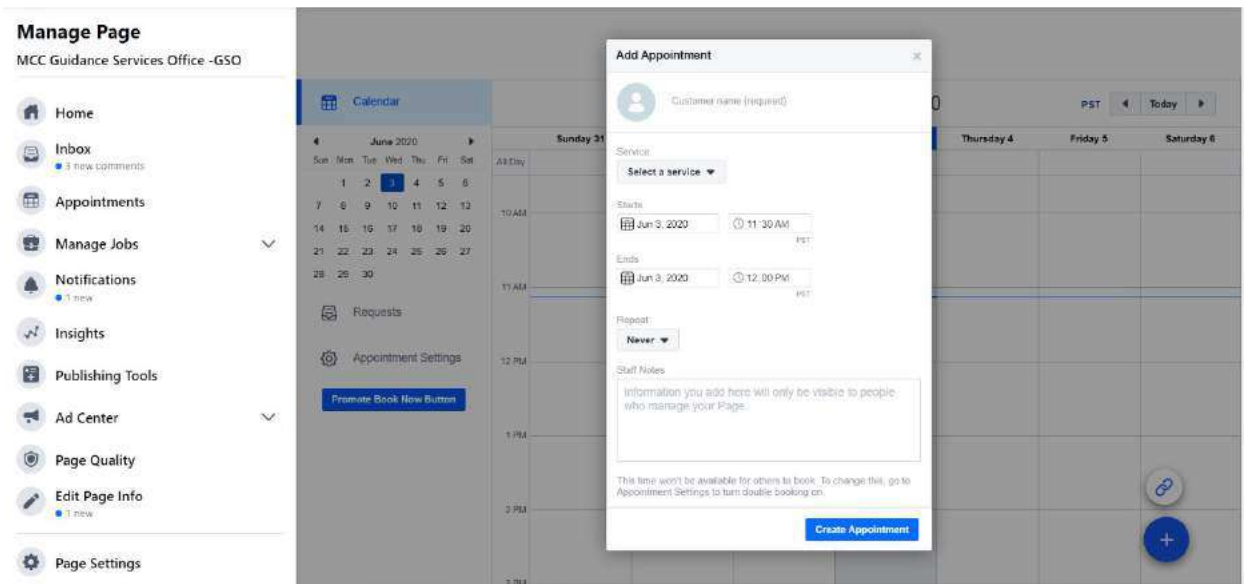 Manage Page
MCC Guidance Services Office -GSO
Home
Inbox
3 new comments
Appointments
Manage Jobs
Notifications
1 new
Insights
Publishing Tools
Ad Center
Page Quality
Edit Page Info
1 new
Page Settings
Calendar
June 2020
Sun Mon Tue Wed Thu Fri Sat
1 2 3 4 5 6
7 8 9 10 11 12 13
14 15 16 17 18 19 20
21 22 23 24 25 26 27
28 29 30
Requests
Appointment Settings
Promote Book Now Button
0
PST Today
Sunday 31 Thursday 4 Friday 5 Saturday 6
All Day
10 AM
11 AM
12 PM
1 PM
2 PM
3 PM
Add Appointment
Customer name (required)
Service
Select a service
Starts
Jun 3, 2020 11:30 AM
PST
Ends
Jun 3, 2020 12:00 PM
PST
Repeat
Never
Staff Notes
Information you add here will only be visible to people
who manage your Page.
This time won't be available for others to book. To change this, go to
Appointment Settings to turn double booking on.
Create Appointment